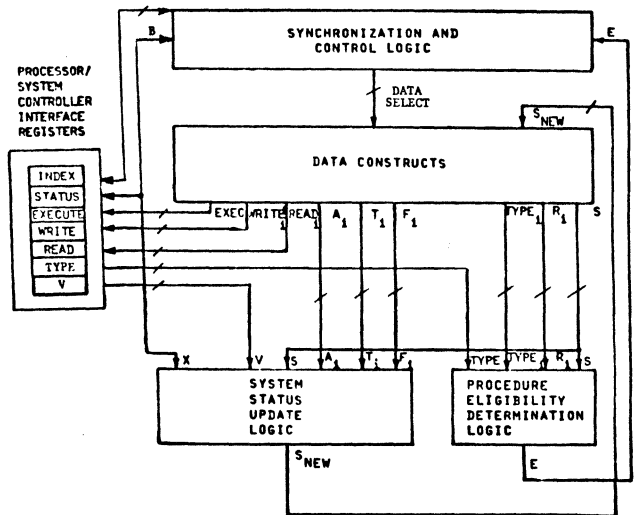 SYNCHRONIZATION AND
CONTROL LOGIC
B
E
PROCESSOR/
SYSTEM
CONTROLLER
INTERFACE
REGISTERS
DATA
SELECT
S NEW
DATA CONSTRUCTS
INDEX
STATUS
EXECUTE
WRITE
READ
TYPE
V
EXEC i WRITE i READ i A i T i F i TYPE i R i S
X V S A i T i F i TYPE TYPE i R i S
SYSTEM
STATUS
UPDATE
LOGIC
PROCEDURE
ELIGIBILITY
DETERMINATION
LOGIC
S NEW
E